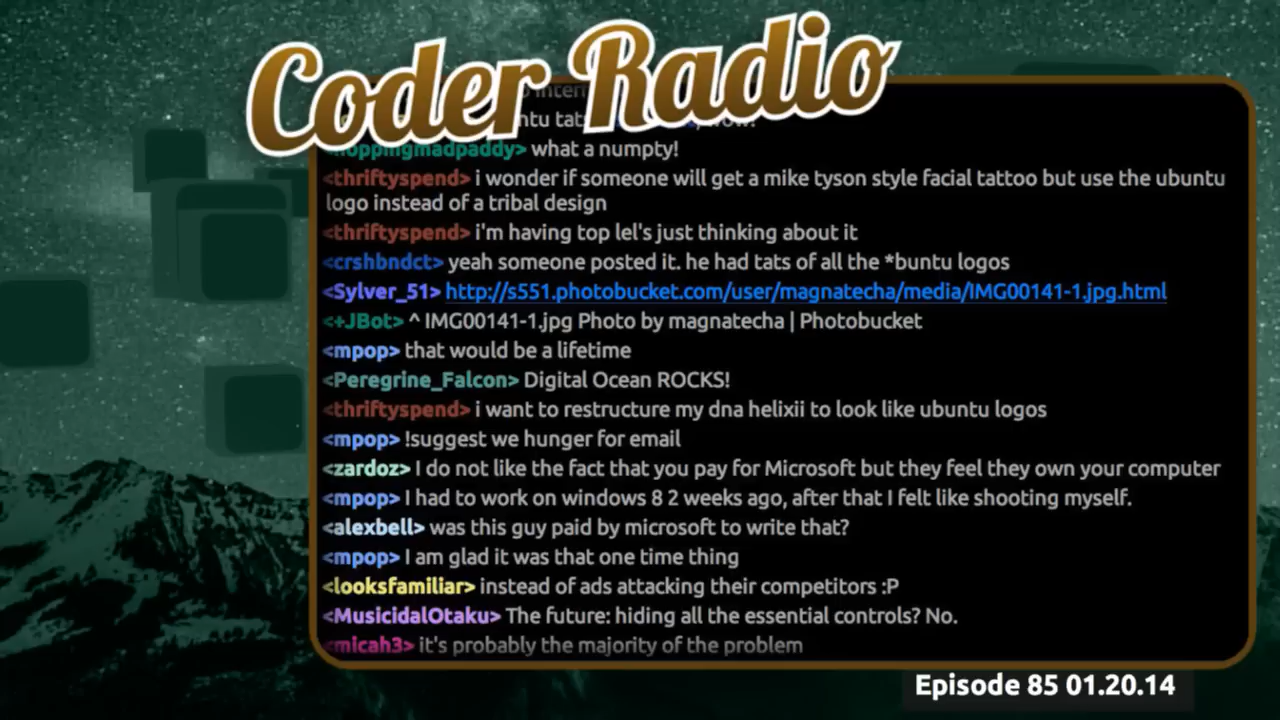 Coder Radio
ntu tats
<hoppingmadpaddy> what a numpty!
<thriftyspend> i wonder if someone will get a mike tyson style facial tattoo but use the ubuntu
logo instead of a tribal design
<thriftyspend> i'm having top lel's just thinking about it
<crshbndct> yeah someone posted it. he had tats of all the *buntu logos
<Sylver_51> http://s551.photobucket.com/user/magnatecha/media/IMG00141-1.jpg.html
<+JBot> ^ IMG00141-1.jpg Photo by magnatecha | Photobucket
<mpop> that would be a lifetime
<Peregrine_Falcon> Digital Ocean ROCKS!
<thriftyspend> i want to restructure my dna helixii to look like ubuntu logos
<mpop> !suggest we hunger for email
<zardoz> I do not like the fact that you pay for Microsoft but they feel they own your computer
<mpop> I had to work on windows 8 2 weeks ago, after that I felt like shooting myself.
<alexbell> was this guy paid by microsoft to write that?
<mpop> I am glad it was that one time thing
<looksfamiliar> instead of ads attacking their competitors :P
<MusicidalOtaku> The future: hiding all the essential controls? No.
<micah3> it's probably the majority of the problem
Episode 85 01.20.14